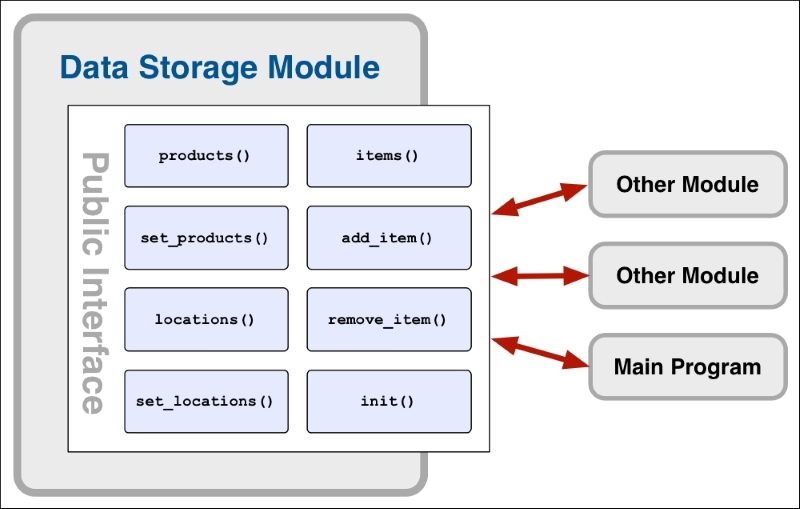 Data Storage Module
Public Interface
products()
items()
set_products()
add_item()
locations()
remove_item()
set_locations()
init()
Other Module
Other Module
Main Program